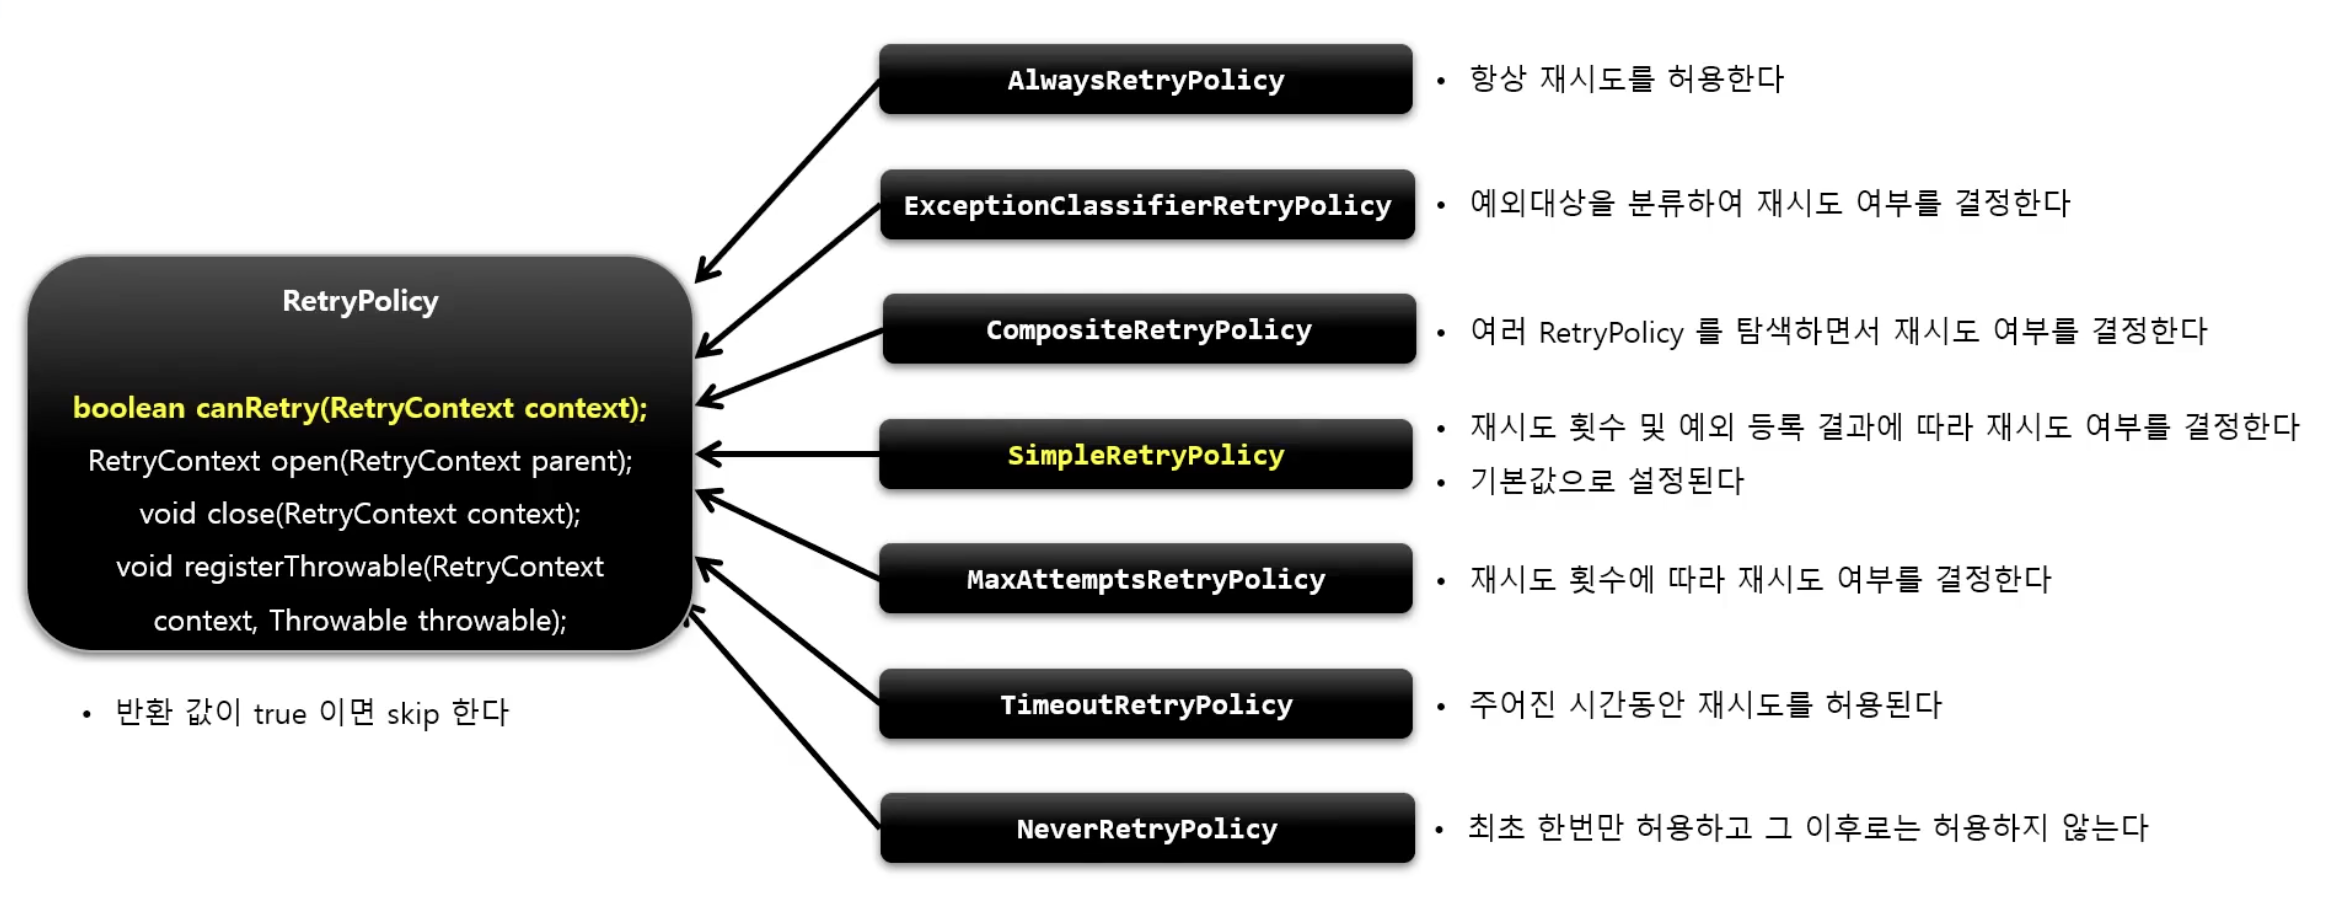 RetryPolicy
boolean canRetry(RetryContext context);
RetryContext open(RetryContext parent);
void close(RetryContext context);
void registerThrowable(RetryContext
context, Throwable throwable);
• 반환 값이 true 이면 skip 한다
AlwaysRetryPolicy
• 항상 재시도를 허용한다
ExceptionClassifierRetryPolicy
• 예외대상을 분류하여 재시도 여부를 결정한다
CompositeRetryPolicy
• 여러 RetryPolicy 를 탐색하면서 재시도 여부를 결정한다
SimpleRetryPolicy
• 재시도 횟수 및 예외 등록 결과에 따라 재시도 여부를 결정한다
• 기본값으로 설정된다
MaxAttemptsRetryPolicy
• 재시도 횟수에 따라 재시도 여부를 결정한다
TimeoutRetryPolicy
• 주어진 시간동안 재시도를 허용된다
NeverRetryPolicy
• 최초 한번만 허용하고 그 이후로는 허용하지 않는다